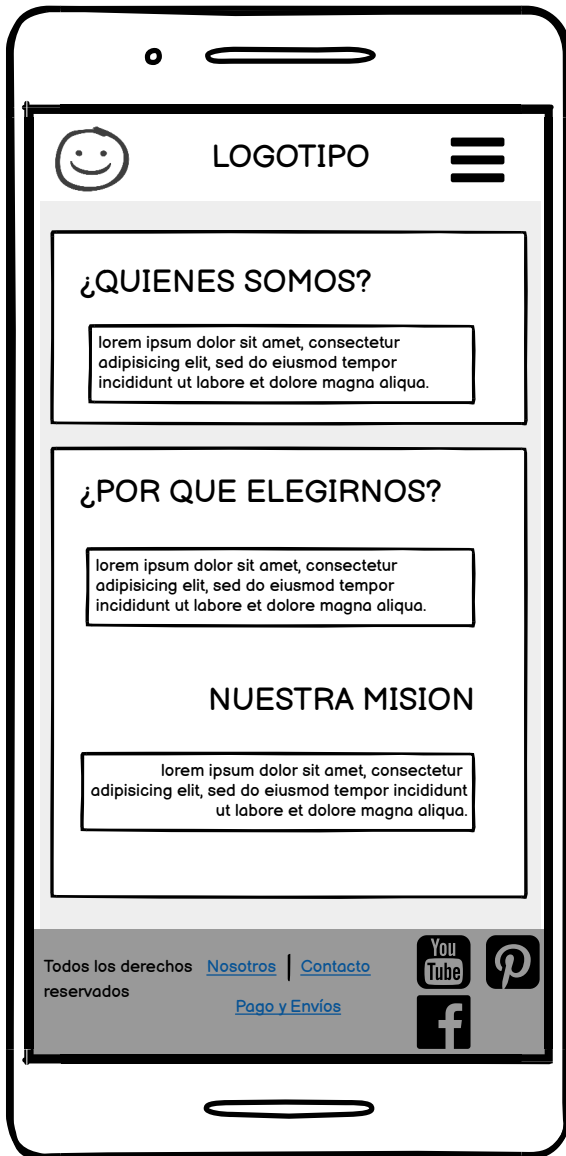 LOGOTIPO
¿QUIENES SOMOS?
lorem ipsum dolor sit amet, consectetur
adipisicing elit, sed do eiusmod tempor
incididunt ut labore et dolore magna aliqua.
¿POR QUE ELEGIRNOS?
lorem ipsum dolor sit amet, consectetur
adipisicing elit, sed do eiusmod tempor
incididunt ut labore et dolore magna aliqua.
NUESTRA MISION
lorem ipsum dolor sit amet, consectetur
adipisicing elit, sed do eiusmod tempor incididunt
ut labore et dolore magna aliqua.
Todos los derechos
reservados
Nosotros | Contacto
Pago y Envíos
You
Tube